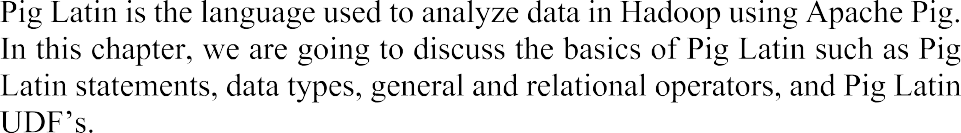 Pig Latin is the language used to analyze data in Hadoop using Apache Pig.
In this chapter, we are going to discuss the basics of Pig Latin such as Pig
Latin statements, data types, general and relational operators, and Pig Latin
UDF’s.